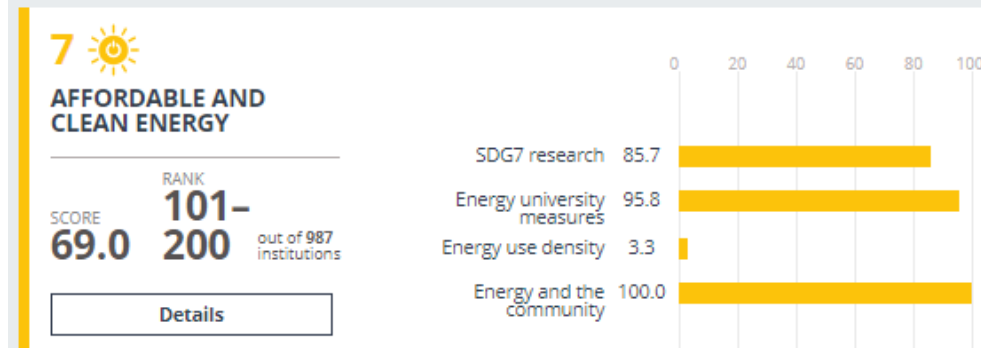 7
AFFORDABLE AND
CLEAN ENERGY
SCORE
69.0
RANK
101–
200
out of 987
institutions
Details
0 20 40 60 80 100
SDG7 research 85.7
Energy university 95.8
measures
Energy use density 3.3
Energy and the 100.0
community